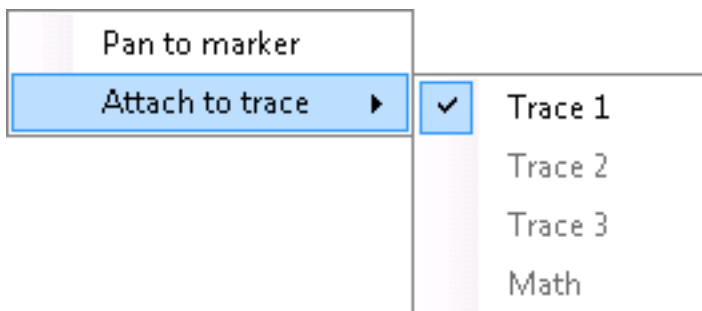 Pan to marker
Attach to trace
Trace 1
Trace 2
Trace 3
Math